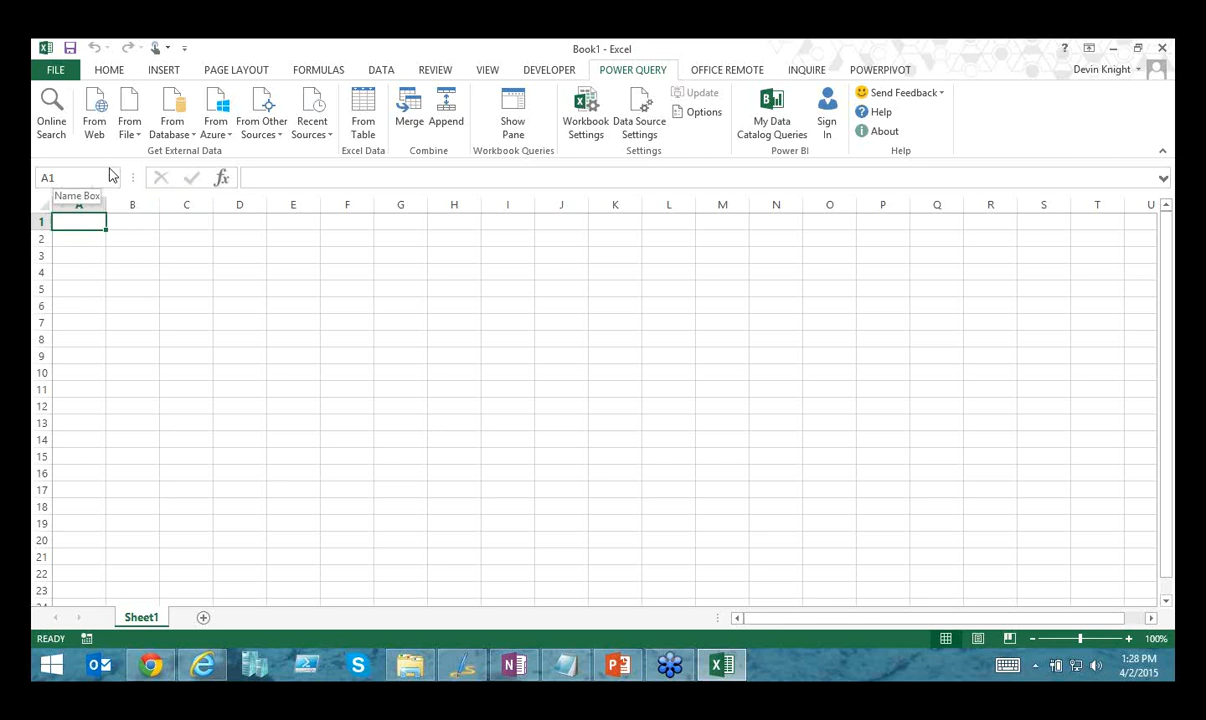 Book1 - Excel
?
FILE HOME INSERT PAGE LAYOUT FORMULAS DATA REVIEW VIEW DEVELOPER POWER QUERY OFFICE REMOTE INQUIRE POWERPIVOT Devin Knight
Online Search
From Web
From File
From Database
From Azure
From Other Sources
Recent Sources
Get External Data
From Table
Excel Data
Merge
Append
Combine
Show Pane
Workbook Queries
Workbook Settings
Data Source Settings
Update
Options
Settings
My Data Catalog Queries
Sign In
Power BI
Send Feedback
Help
About
Help
A1
fx
Name Box
A B C D E F G H I J K L M N O P Q R S T U
1
2
3
4
5
6
7
8
9
10
11
12
13
14
15
16
17
18
19
20
21
22
23
24
Sheet1
READY
100%
1:28 PM
4/2/2015